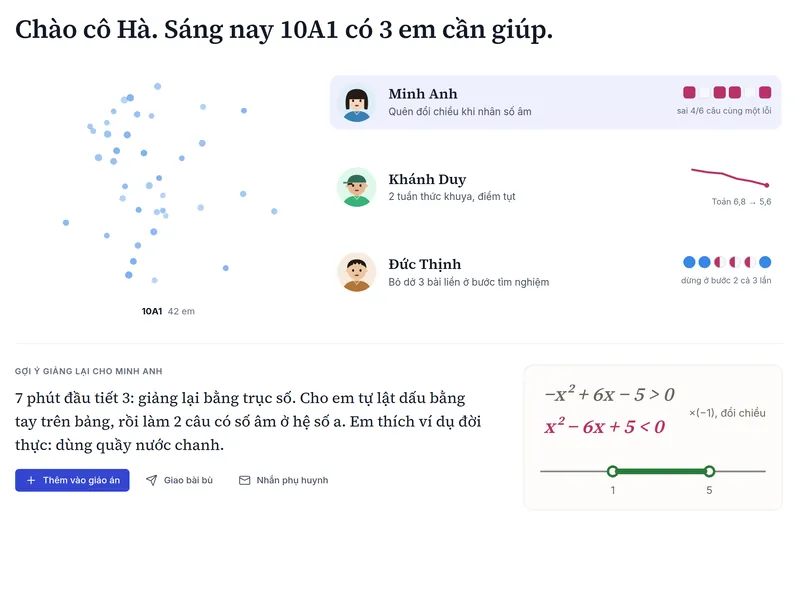 Chào cô Hà. Sáng nay 10A1 có 3 em cần giúp.
Minh Anh
Quên đổi chiều khi nhân số âm
sai 4/6 câu cùng một lỗi
Khánh Duy
2 tuần thức khuya, điểm tụt
Toán 6,8 → 5,6
Đức Thịnh
Bỏ dở 3 bài liền ở bước tìm nghiệm
dừng ở bước 2 cả 3 lần
10A1 42 em
GỢI Ý GIẢNG LẠI CHO MINH ANH
7 phút đầu tiết 3: giảng lại bằng trục số. Cho em tự lật dấu bằng
tay trên bảng, rồi làm 2 câu có số âm ở hệ số a. Em thích ví dụ đời
thực: dùng quầy nước chanh.
Thêm vào giáo án
Giao bài bù
Nhắn phụ huynh
−x² + 6x − 5 > 0
x² − 6x + 5 < 0
×(−1), đổi chiều
1 5